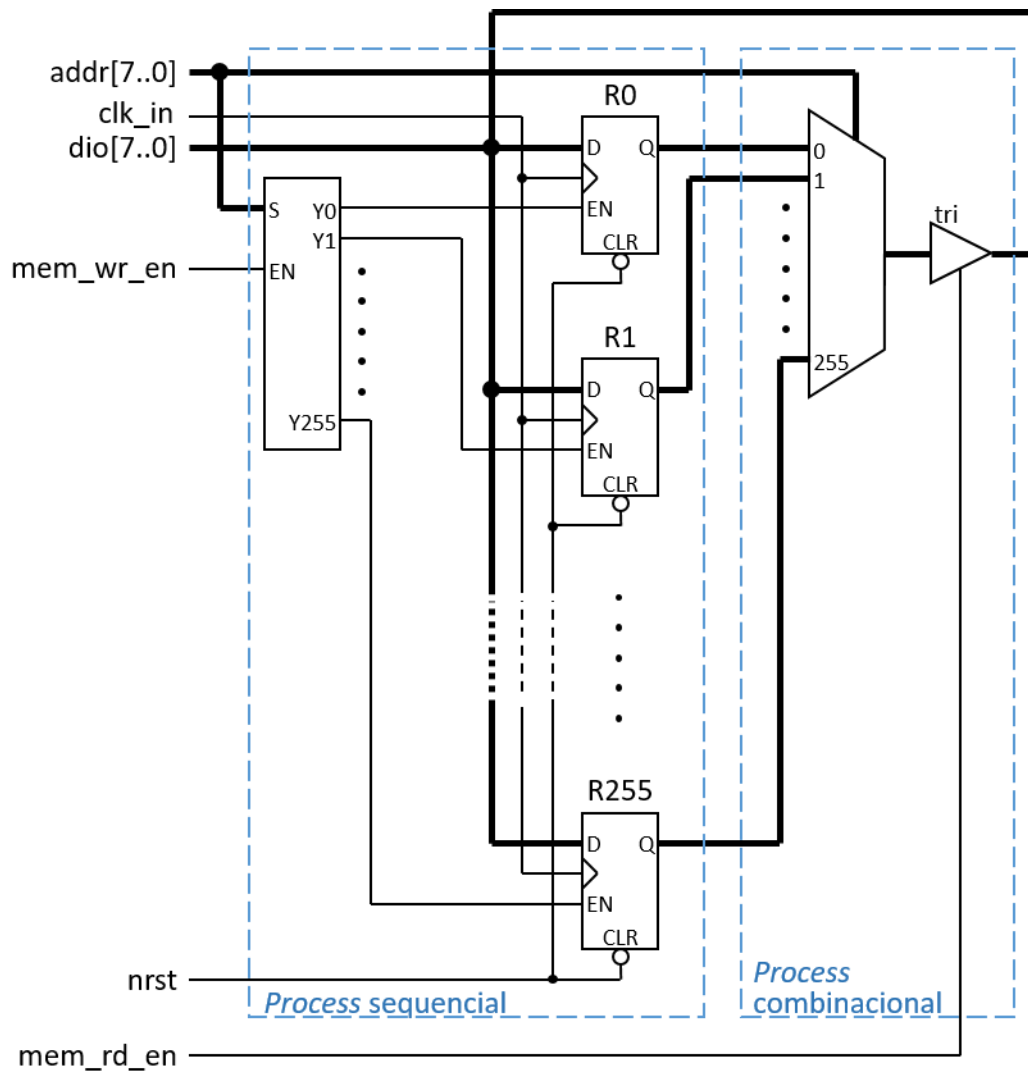 addr[7..0]
clk_in
dio[7..0]
mem_wr_en
S
EN
Y0
Y1
Y255
R0
D
Q
EN
CLR
R1
D
Q
EN
CLR
R255
D
Q
EN
CLR
0
1
255
tri
nrst
Process sequencial
Process
combinacional
mem_rd_en